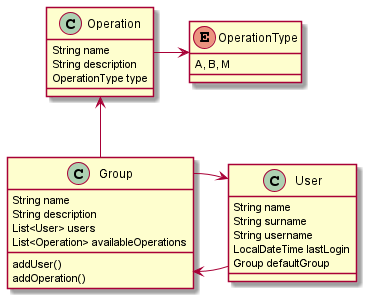 C Operation
String name
String description
OperationType type
E OperationType
A, B, M
C Group
String name
String description
List<User> users
List<Operation> availableOperations
addUser()
addOperation()
C User
String name
String surname
String username
LocalDateTime lastLogin
Group defaultGroup